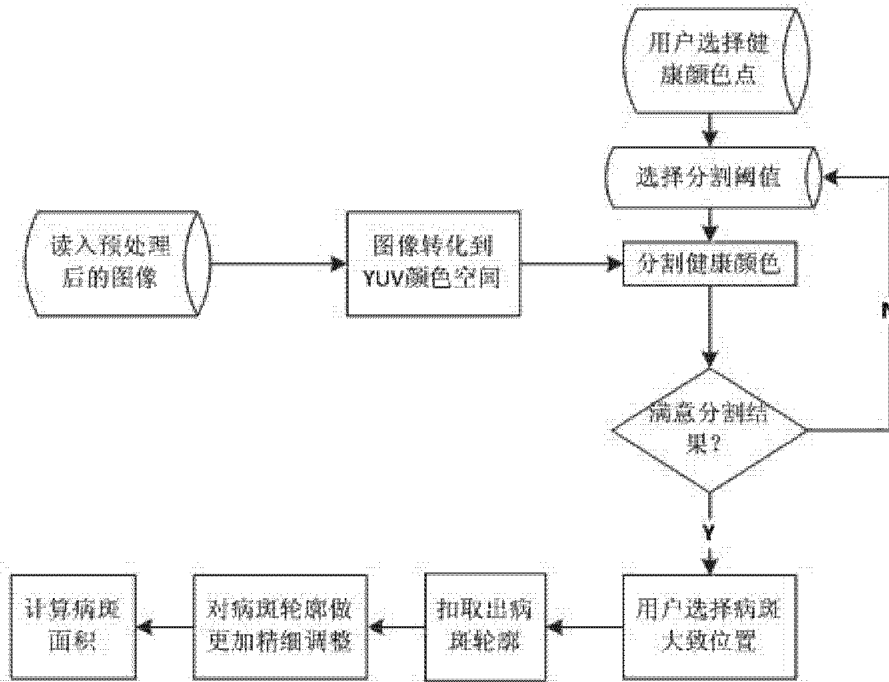 用户选择健
康颜色点
选择分割阈值
读入预处理
后的图像
图像转化到
YUV颜色空间
分割健康颜色
满意分割结
果？
N
Y
用户选择病斑
大致位置
扣取出病
斑轮廓
对病斑轮廓做
更加精细调整
计算病斑
面积